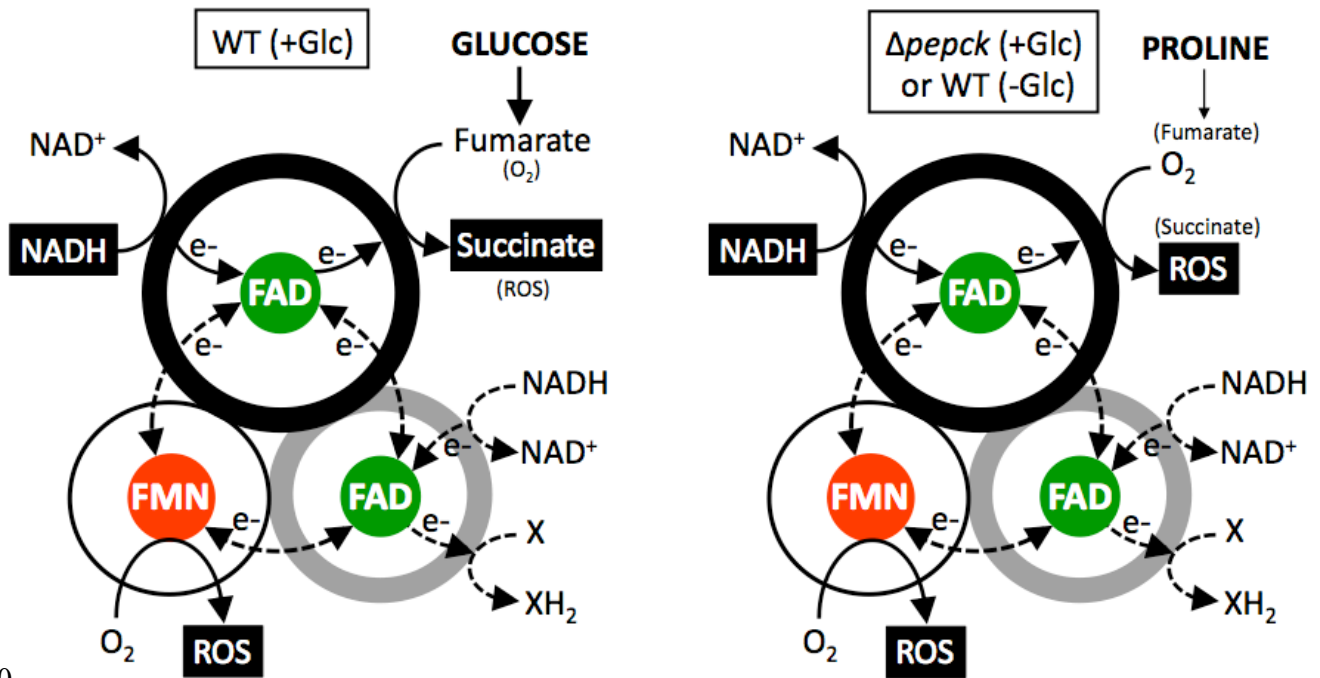 WT (+Glc)
GLUCOSE
NAD⁺
Fumarate
(O₂)
NADH
e-
e-
FAD
Succinate
(ROS)
e-
e-
NADH
e-
NAD⁺
FMN
FAD
e-
e-
X
XH₂
O₂
ROS
Δpepck (+Glc)
or WT (-Glc)
PROLINE
NAD⁺
(Fumarate)
O₂
NADH
e-
e-
FAD
(Succinate)
ROS
e-
e-
NADH
e-
NAD⁺
FMN
FAD
e-
e-
X
XH₂
O₂
ROS